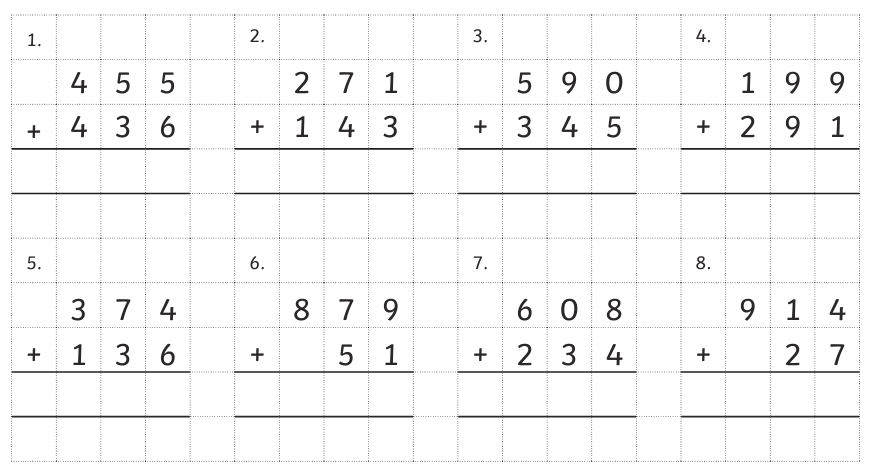 1. 2. 3. 4.
4 5 5 2 7 1 5 9 0 1 9 9
+ 4 3 6 + 1 4 3 + 3 4 5 + 2 9 1
5. 6. 7. 8.
3 7 4 8 7 9 6 0 8 9 1 4
+ 1 3 6 + 5 1 + 2 3 4 + 2 7